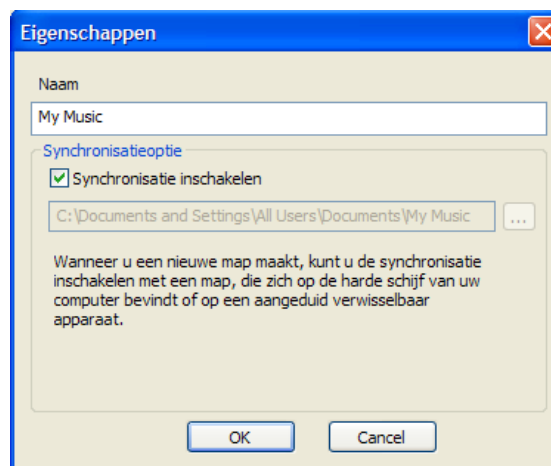 Eigenschappen
Naam
My Music
Synchronisatieoptie
Synchronisatie inschakelen
C:\Documents and Settings\All Users\Documents\My Music
...
Wanneer u een nieuwe map maakt, kunt u de synchronisatie
inschakelen met een map, die zich op de harde schijf van uw
computer bevindt of op een aangeduid verwisselbaar
apparaat.
OK
Cancel